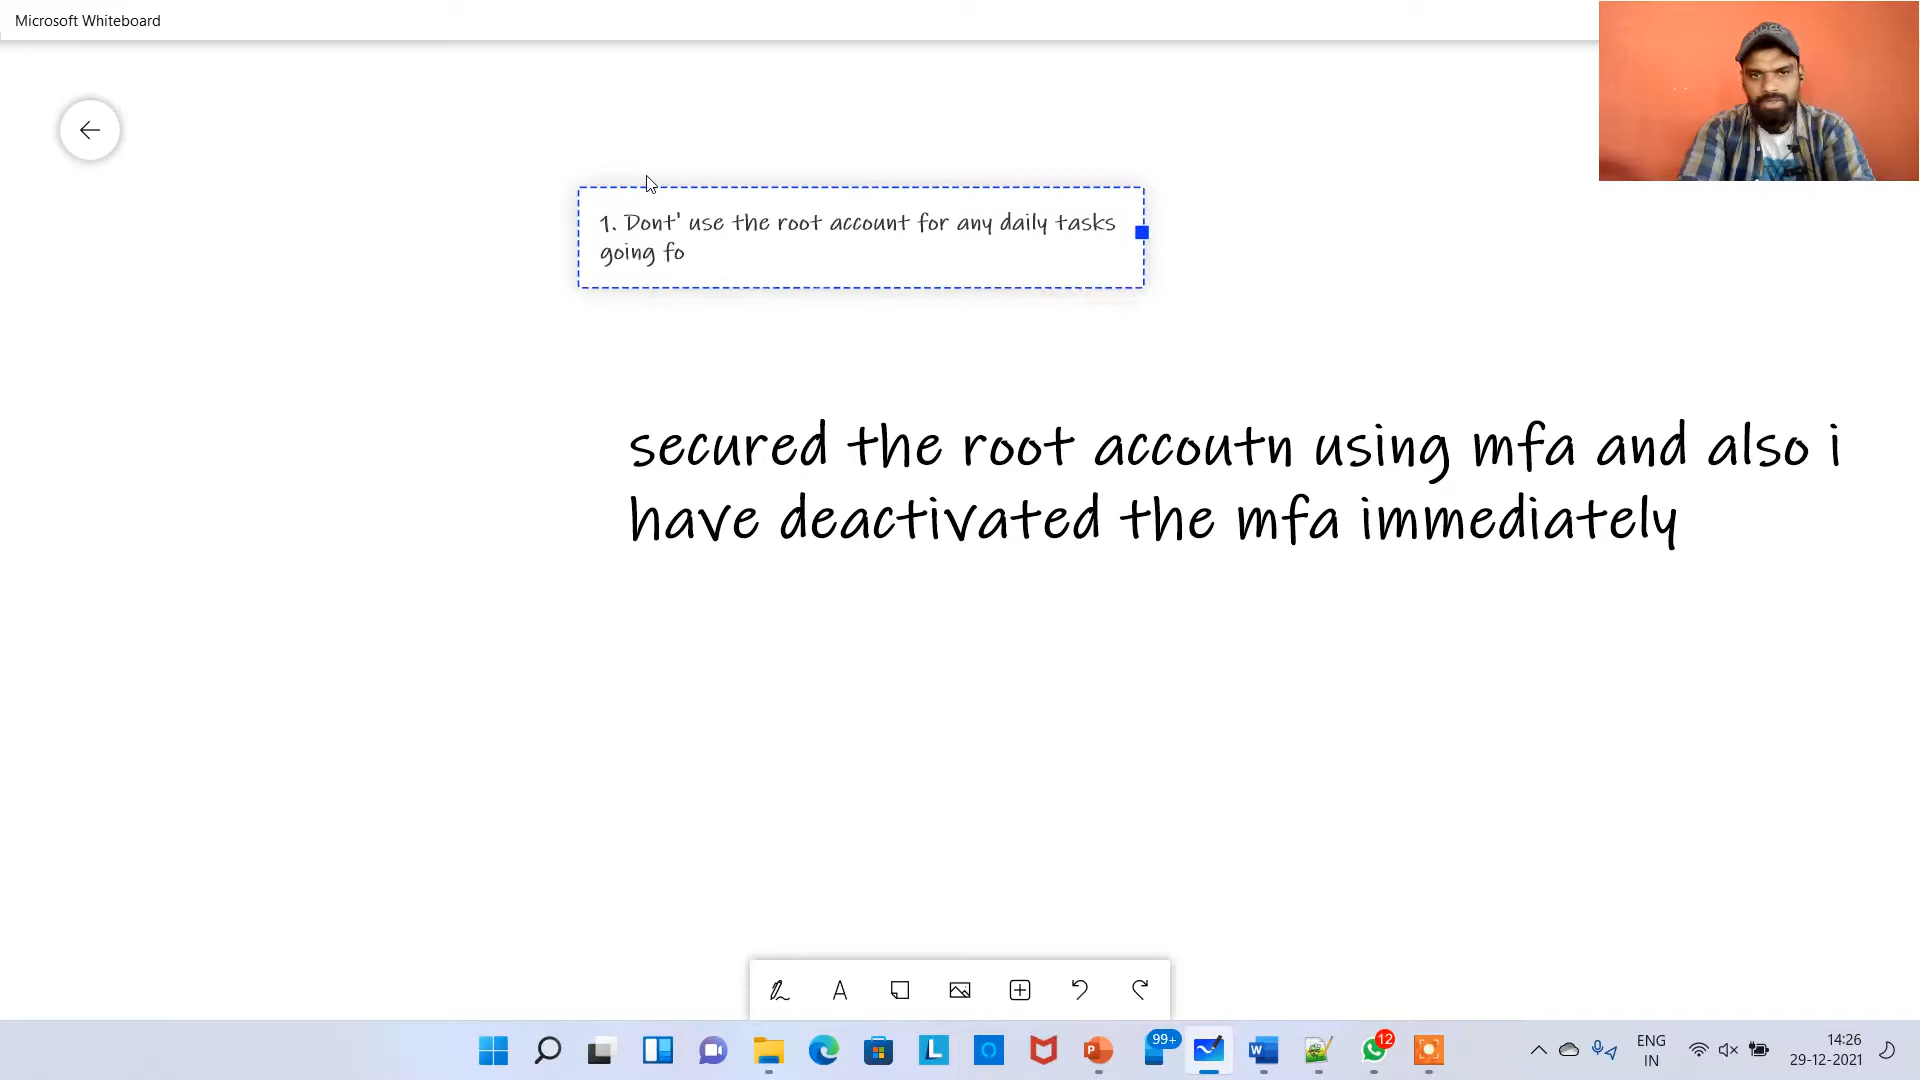 Microsoft Whiteboard
1. Dont' use the root account for any daily tasks
going fo
secured the root accoutn using mfa and also i
have deactivated the mfa immediately
99+
12
ENG
IN
14:26
29-12-2021